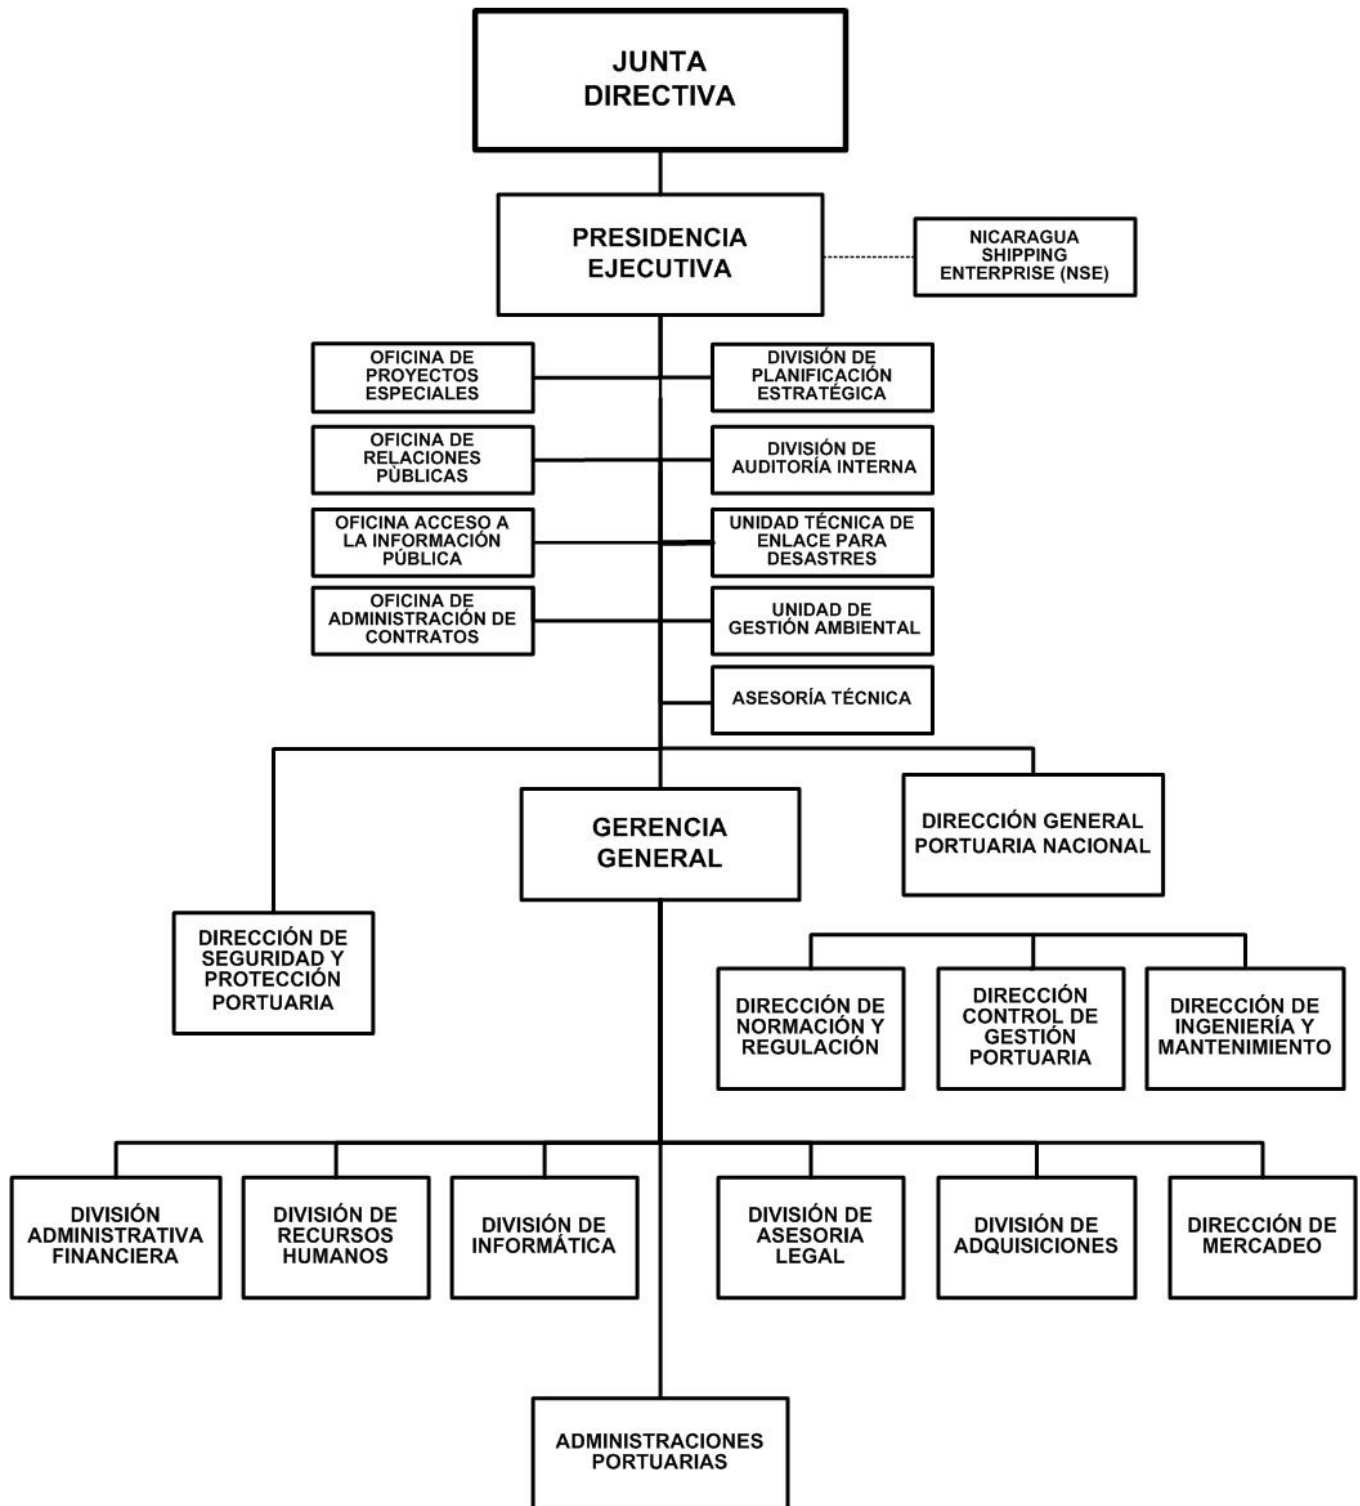 JUNTA
DIRECTIVA
PRESIDENCIA
EJECUTIVA
NICARAGUA
SHIPPING
ENTERPRISE (NSE)
OFICINA DE
PROYECTOS
ESPECIALES
DIVISIÓN DE
PLANIFICACIÓN
ESTRATÉGICA
OFICINA DE
RELACIONES
PÙBLICAS
DIVISIÓN DE
AUDITORÍA INTERNA
OFICINA ACCESO A
LA INFORMACIÓN
PÚBLICA
UNIDAD TÉCNICA DE
ENLACE PARA
DESASTRES
OFICINA DE
ADMINISTRACIÓN DE
CONTRATOS
UNIDAD DE
GESTIÓN AMBIENTAL
ASESORÍA TÉCNICA
GERENCIA
GENERAL
DIRECCIÓN GENERAL
PORTUARIA NACIONAL
DIRECCIÓN DE
SEGURIDAD Y
PROTECCIÓN
PORTUARIA
DIRECCIÓN DE
NORMACIÓN Y
REGULACIÓN
DIRECCIÓN
CONTROL DE
GESTIÓN
PORTUARIA
DIRECCIÓN DE
INGENIERÍA Y
MANTENIMIENTO
DIVISIÓN
ADMINISTRATIVA
FINANCIERA
DIVISIÓN DE
RECURSOS
HUMANOS
DIVISIÓN DE
INFORMÁTICA
DIVISIÓN DE
ASESORIA
LEGAL
DIVISIÓN DE
ADQUISICIONES
DIRECCIÓN DE
MERCADEO
ADMINISTRACIONES
PORTUARIAS